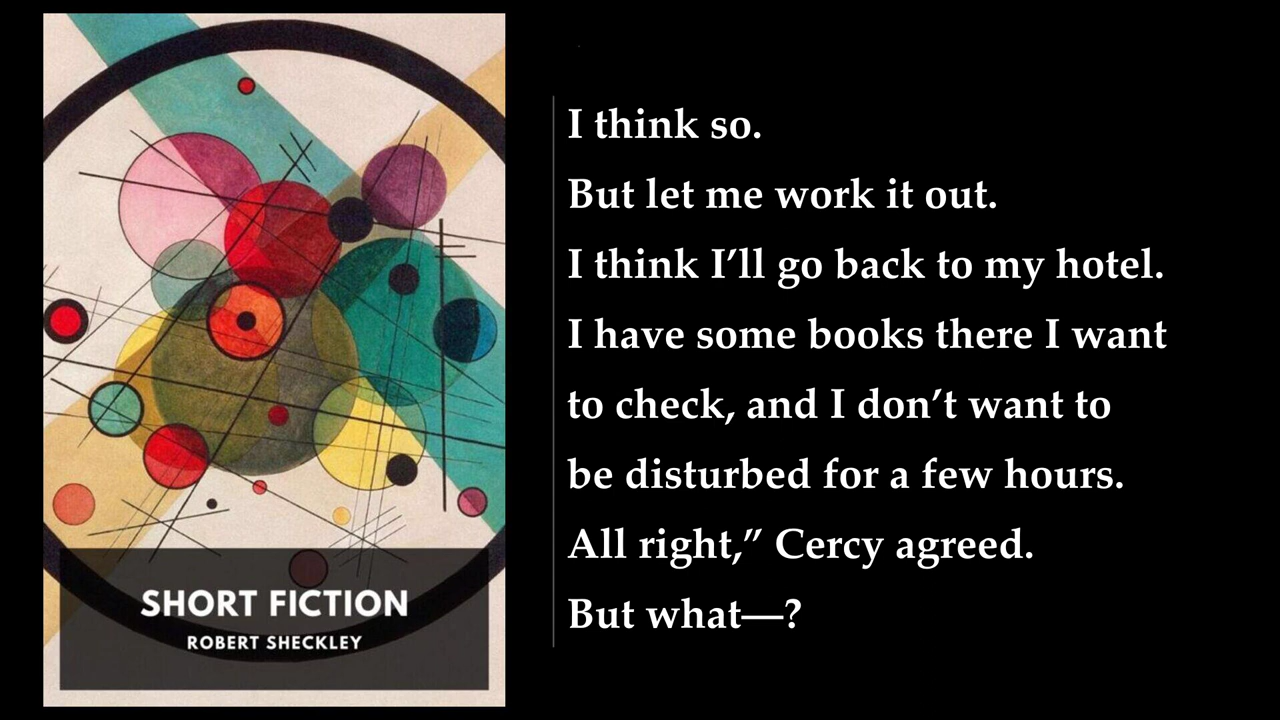 SHORT FICTION
ROBERT SHECKLEY
I think so.
But let me work it out.
I think I’ll go back to my hotel.
I have some books there I want
to check, and I don’t want to
be disturbed for a few hours.
All right,” Cercy agreed.
But what—?